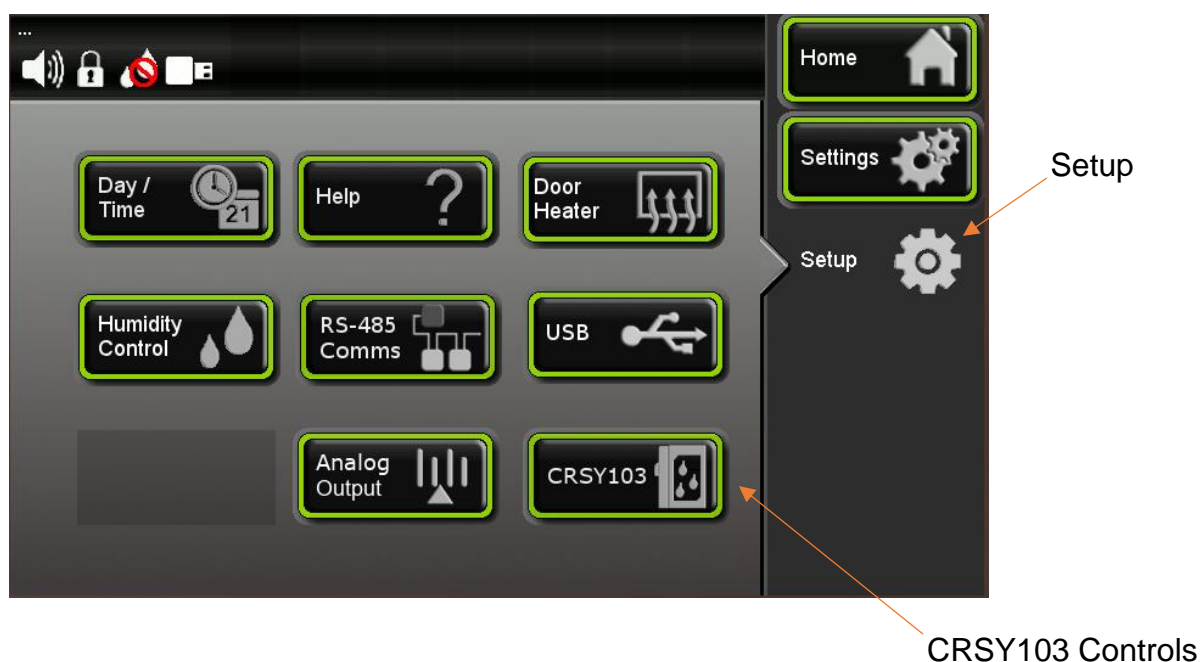 ...
Home
Settings
Setup
Setup
Day /
Time
21
Help
?
Door
Heater
Humidity
Control
RS-485
Comms
USB
Analog
Output
CRSY103
CRSY103 Controls